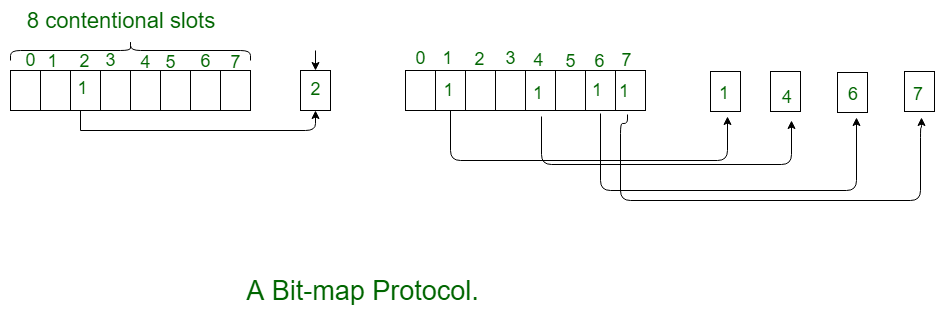 8 contentional slots
0 1 2 3 4 5 6 7
1
2
0 1 2 3 4 5 6 7
1 1 1 1
1 4 6 7
A Bit-map Protocol.